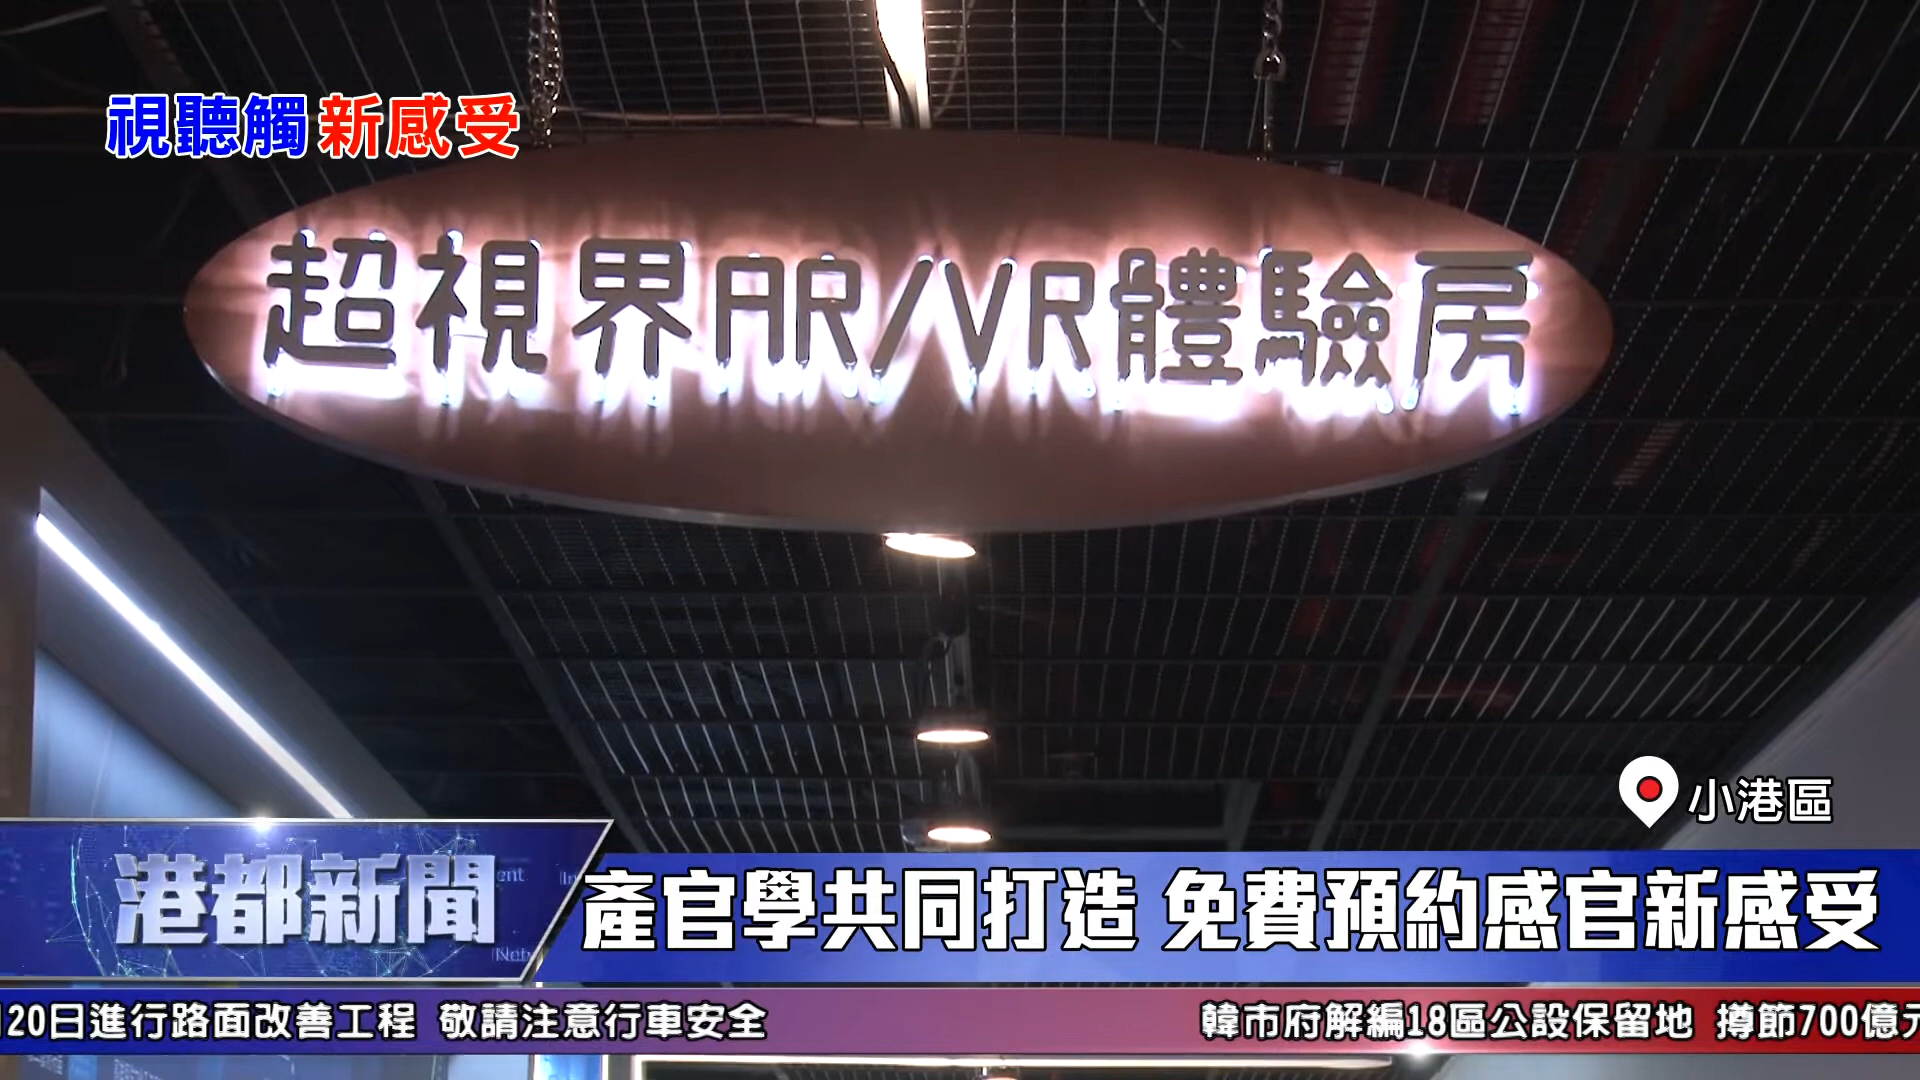 視聽觸 新感受
超視界AR/VR體驗房
小港區
港都新聞
產官學共同打造 免費預約感官新感受
20日進行路面改善工程 敬請注意行車安全
韓市府解編18區公設保留地 撙節700億元